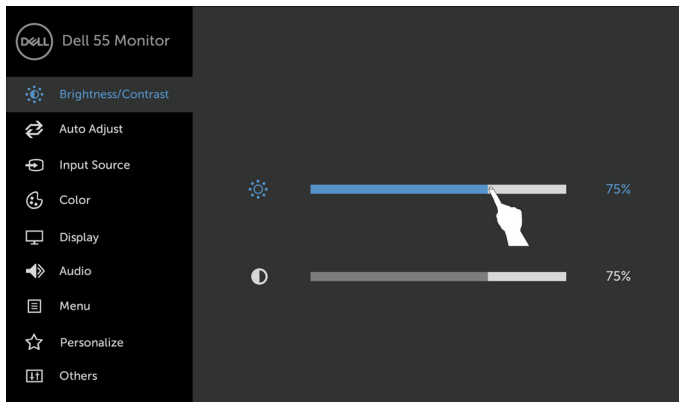 DELL Dell 55 Monitor
Brightness/Contrast
Auto Adjust
Input Source
Color
Display
Audio
Menu
Personalize
Others
75%
75%